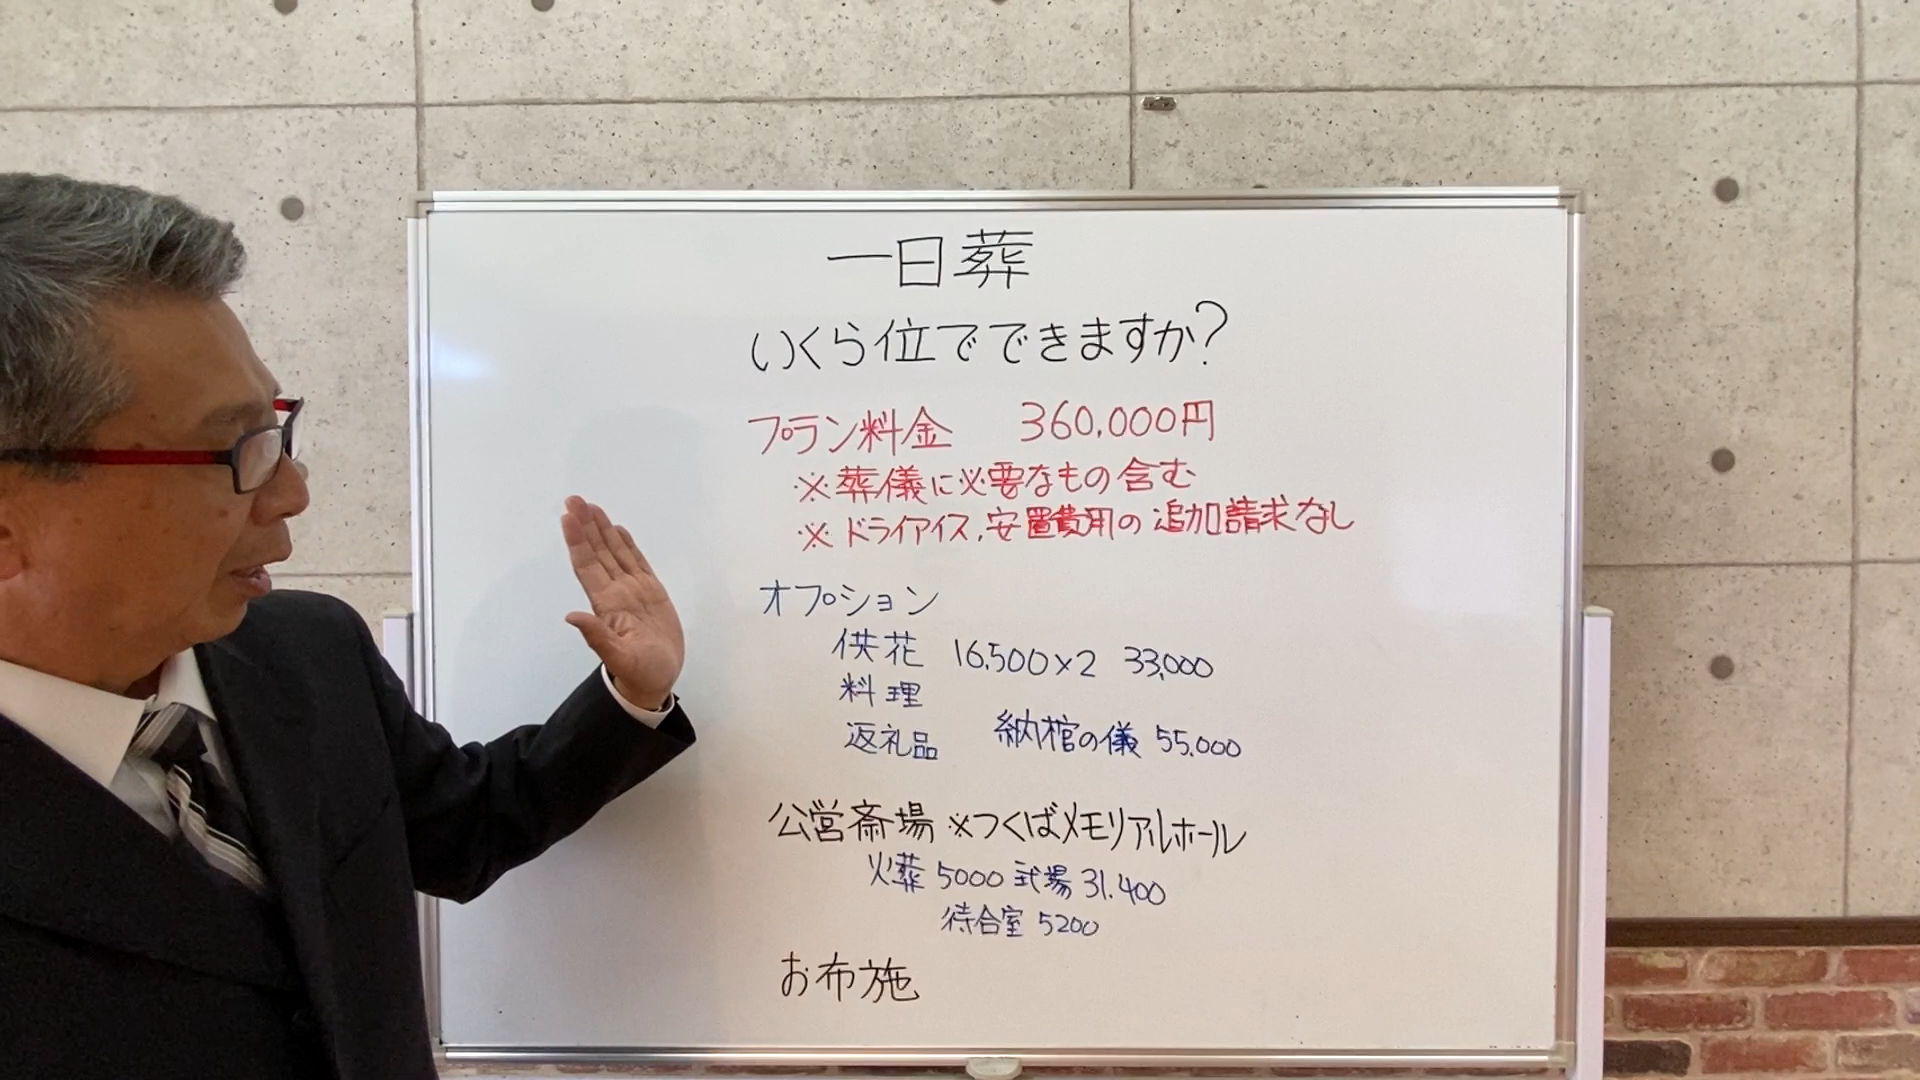 一日葬
いくら位でできますか?
プラン料金 360,000円
※葬儀に必要なもの含む
※ドライアイス、安置費用の追加請求なし
オプション
供花 16,500×2 33,000
料理
返礼品 納棺の儀 55,000
公営斎場 ※つくばメモリアルホール
火葬 5000 式場 31.400
待合室 5200
お布施